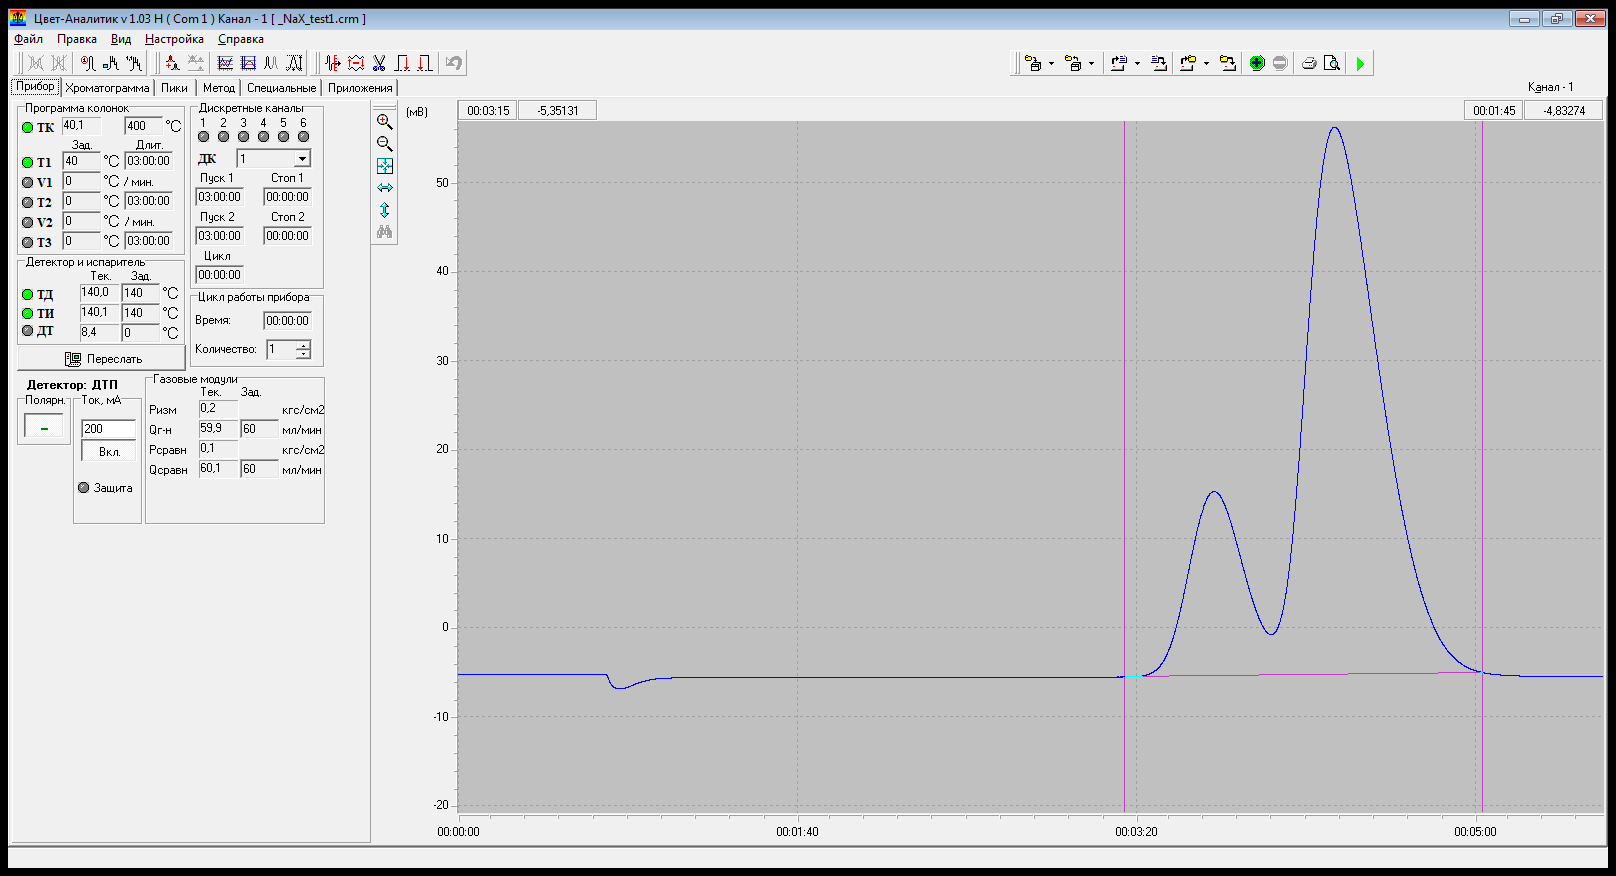 Цвет-Аналитик v 1.03 Н ( Com 1 ) Канал - 1 [ _NaX_test1.crm ]
Файл Правка Вид Настройка Справка
Прибор Хроматограмма Пики Метод Специальные Приложения Канал - 1
Программа колонок
ТК 40,1 400 °C
Зад. Длит.
T1 40 °C 03:00:00
V1 0 °C / мин.
T2 0 °C 03:00:00
V2 0 °C / мин.
T3 0 °C 03:00:00
Детектор и испаритель
Тек. Зад.
ТД 140,0 140 °C
ТИ 140,1 140 °C
ДТ 8,4 0 °C
Переслать
Детектор: ДТП
Полярн.
-
Ток, мА
200
Вкл.
Защита
Дискретные каналы
1 2 3 4 5 6
ДК 1
Пуск 1 Стоп 1
03:00:00 00:00:00
Пуск 2 Стоп 2
03:00:00 00:00:00
Цикл
00:00:00
Цикл работы прибора
Время: 00:00:00
Количество: 1
Газовые модули
Тек. Зад.
Ризм 0,2 кгс/см2
Qг-н 59,9 60 мл/мин
Рсравн 0,1 кгс/см2
Qсравн 60,1 60 мл/мин
(мВ) 00:03:15 -5,35131 00:01:45 -4,83274
50
40
30
20
10
0
-10
-20
00:00:00 00:01:40 00:03:20 00:05:00